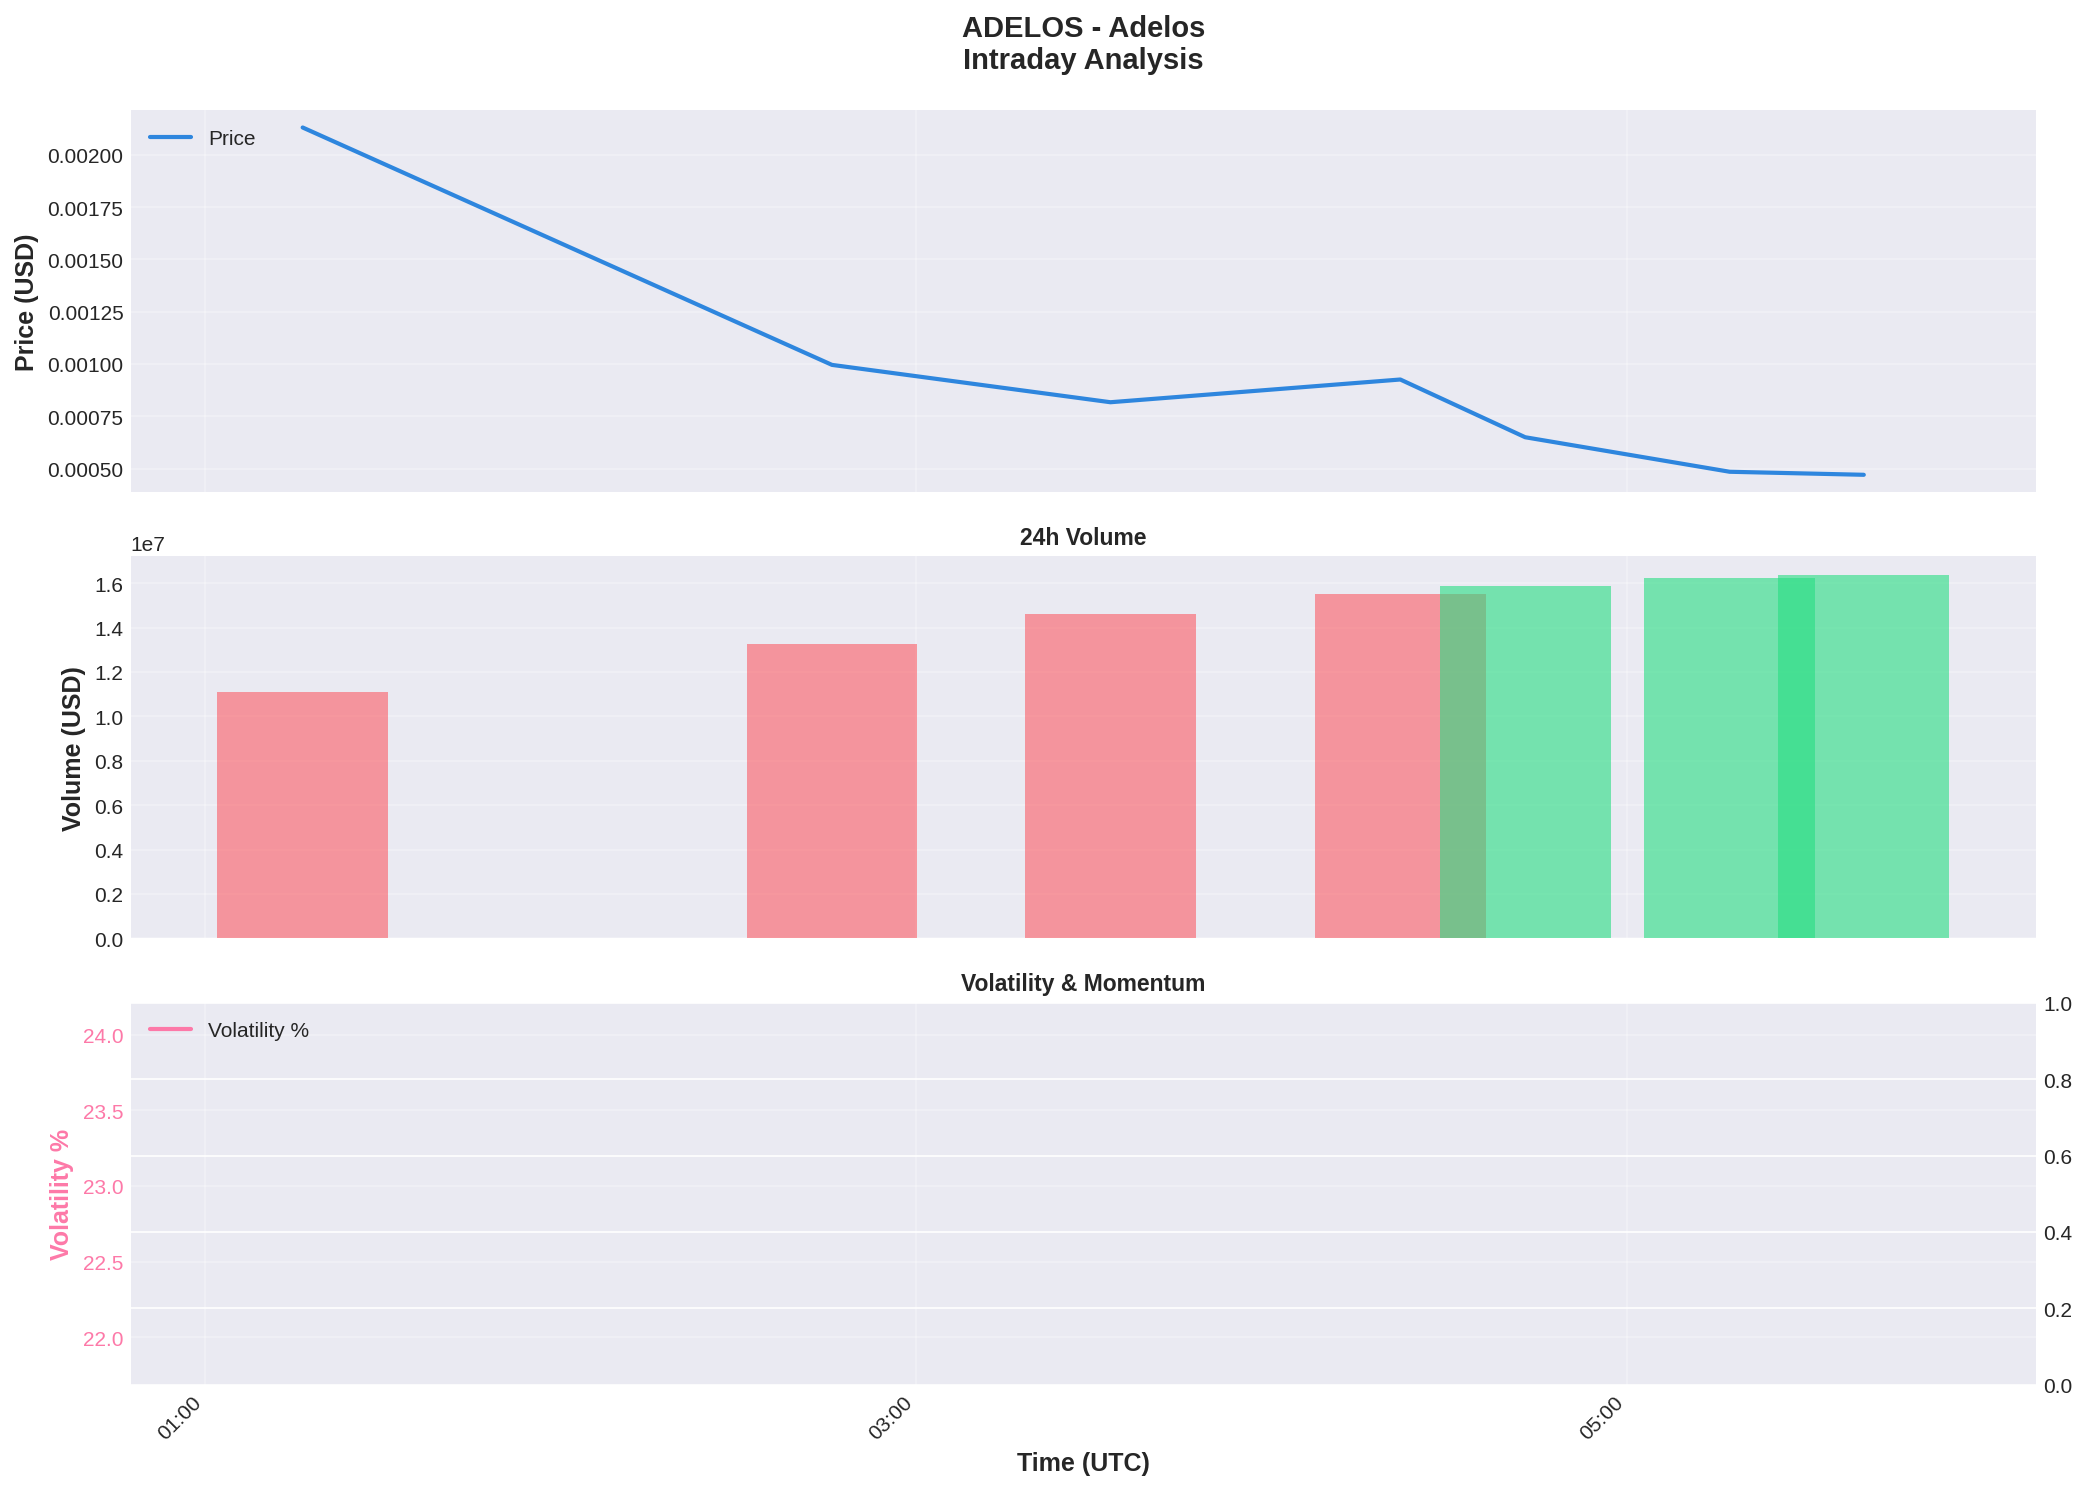 ADELOS - Adelos
Intraday Analysis
Price
Price (USD)
0.00200
0.00175
0.00150
0.00125
0.00100
0.00075
0.00050
24h Volume
1e7
Volume (USD)
1.6
1.4
1.2
1.0
0.8
0.6
0.4
0.2
0.0
Volatility & Momentum
Volatility %
Volatility %
24.0
23.5
23.0
22.5
22.0
1.0
0.8
0.6
0.4
0.2
0.0
01:00
03:00
05:00
Time (UTC)